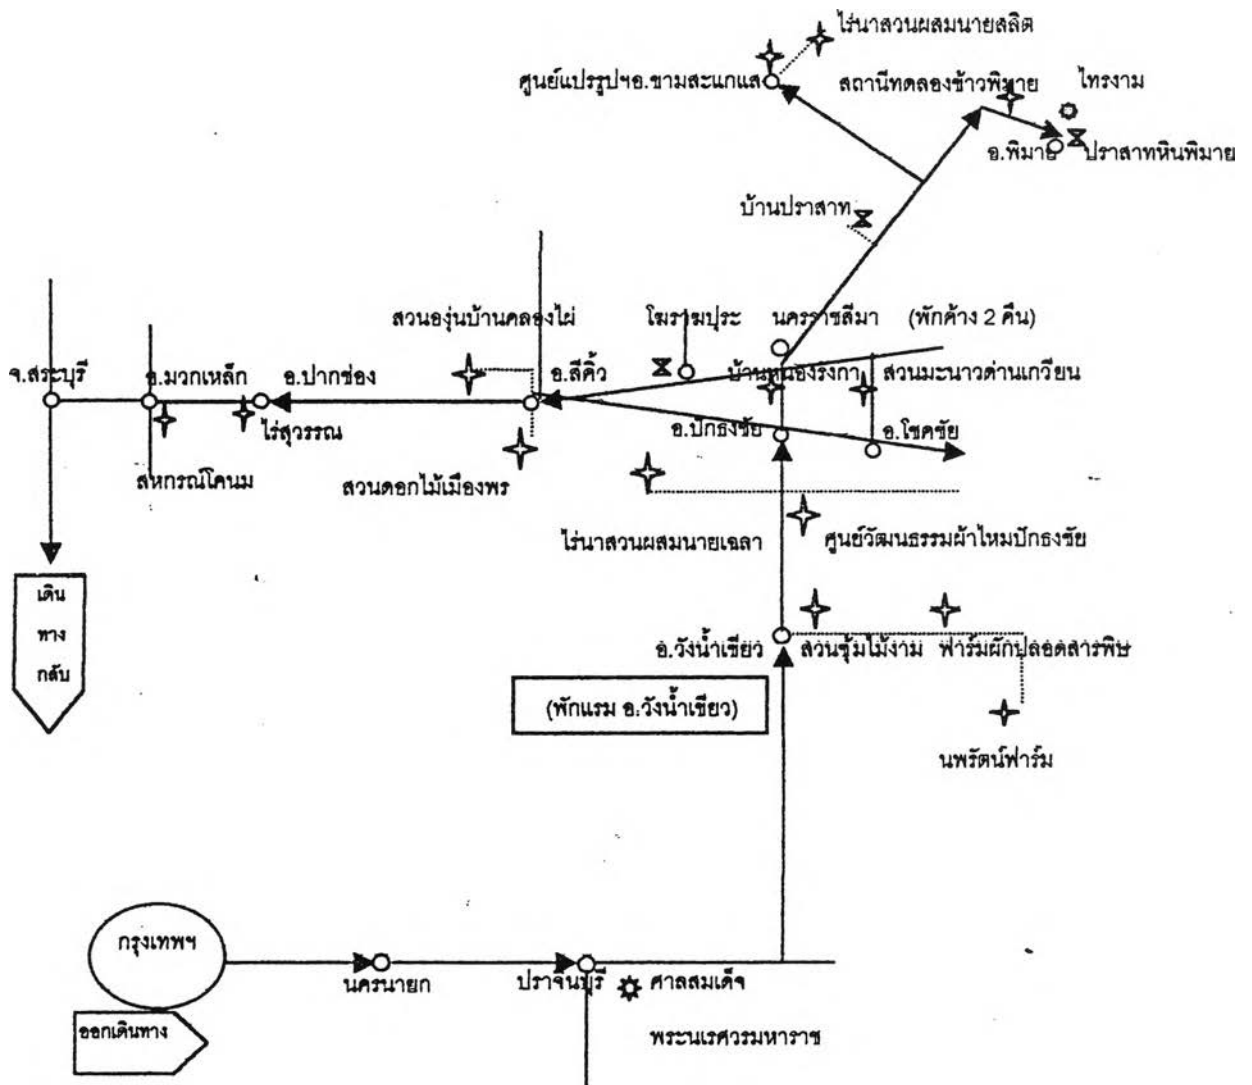 ไร่นาสวนผสมนายสลิต
ศูนย์แปรรูปฯอ.ขามสะแกแสง
สถานีทดลองข้าวพิมาย
ไทรงาม
อ.พิมาย
ปราสาทหินพิมาย
บ้านปราสาท
สวนองุ่นบ้านคลองไผ่
โฆราฆปุระ
นครราชสีมา (พักค้าง 2 คืน)
จ.สระบุรี
อ.มวกเหล็ก
อ.ปากช่อง
อ.สีคิ้ว
บ้านหนองรังกา
สวนมะนาวด่านเกวียน
ไร่สุวรรณ
อ.ปักธงชัย
อ.โชคชัย
สหกรณ์โคนม
สวนดอกไม้เมืองพร
ไร่นาสวนผสมนายเฉลา
ศูนย์วัฒนธรรมผ้าไหมปักธงชัย
เดิน
ทาง
กลับ
อ.วังน้ำเขียว
สวนซุ้มไม้งาม
ฟาร์มผักปลอดสารพิษ
(พักแรม อ.วังน้ำเขียว)
นพรัตน์ฟาร์ม
กรุงเทพฯ
นครนายก
ปราจีนบุรี
ศาลสมเด็จ
พระนเรศวรมหาราช
ออกเดินทาง